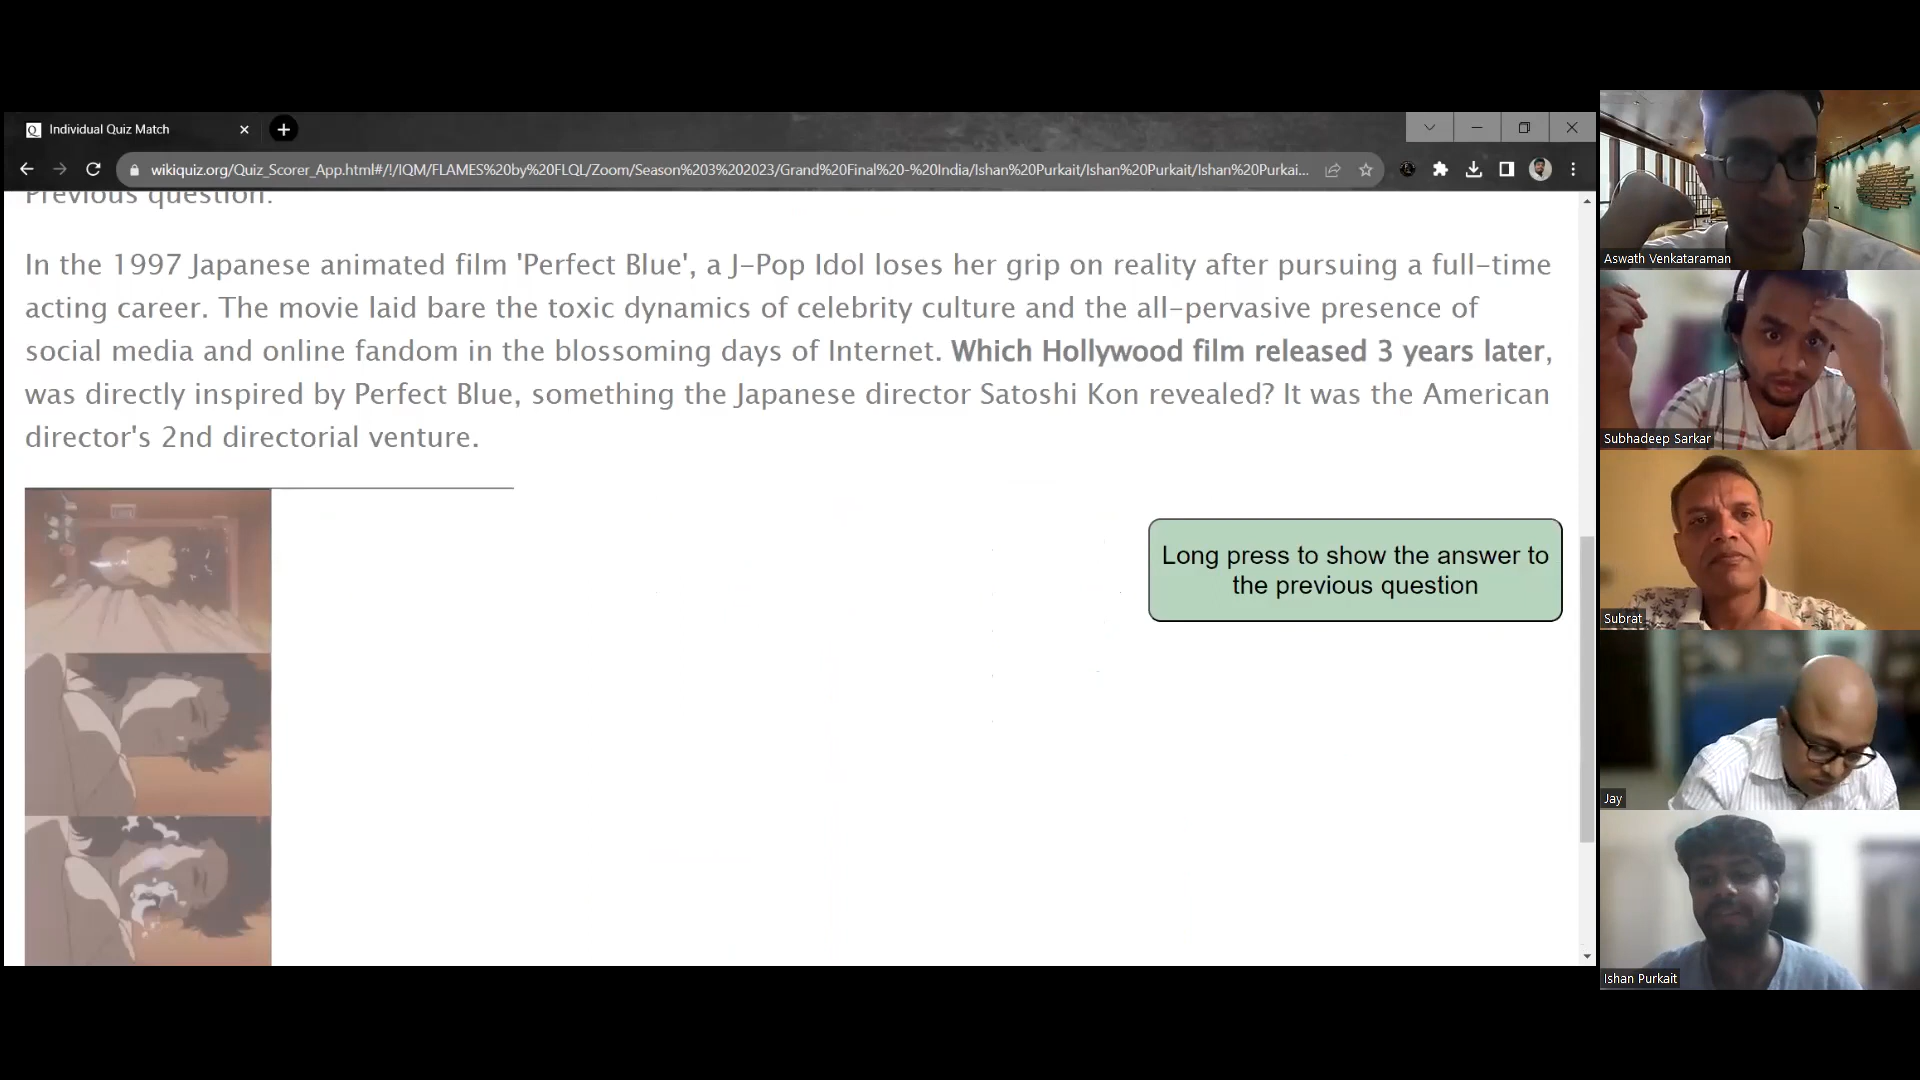 Individual Quiz Match
wikiquiz.org/Quiz_Scorer_App.html#/!/IQM/FLAMES%20by%20FLQL/Zoom/Season%203%202023/Grand%20Final%20-%20India/Ishan%20Purkait/Ishan%20Purkait/Ishan%20Purkai...
Previous question:
In the 1997 Japanese animated film 'Perfect Blue', a J-Pop Idol loses her grip on reality after pursuing a full-time
acting career. The movie laid bare the toxic dynamics of celebrity culture and the all-pervasive presence of
social media and online fandom in the blossoming days of Internet. Which Hollywood film released 3 years later,
was directly inspired by Perfect Blue, something the Japanese director Satoshi Kon revealed? It was the American
director's 2nd directorial venture.
Long press to show the answer to
the previous question
Aswath Venkataraman
Subhadeep Sarkar
Subrat
Jay
Ishan Purkait